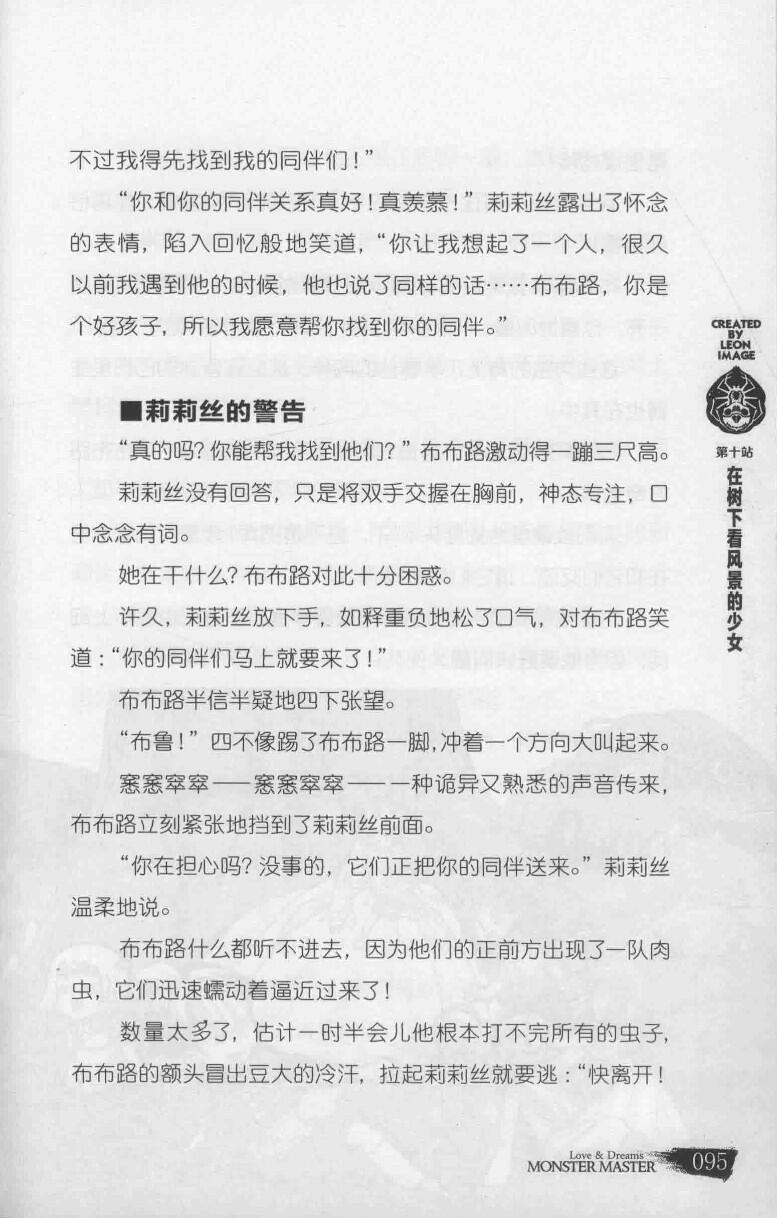 不过我得先找到我的同伴们！”
“你和你的同伴关系真好！真羡慕！”莉莉丝露出了怀念
的表情，陷入回忆般地笑道，“你让我想起了一个人，很久
以前我遇到他的时候，他也说了同样的话……布布路，你是
个好孩子，所以我愿意帮你找到你的同伴。”
■莉莉丝的警告
“真的吗？你能帮我找到他们？”布布路激动得一蹦三尺高。
莉莉丝没有回答，只是将双手交握在胸前，神态专注，口
中念念有词。
她在干什么？布布路对此十分困惑。
许久，莉莉丝放下手，如释重负地松了口气，对布布路笑
道：“你的同伴们马上就要来了！”
布布路半信半疑地四下张望。
“布鲁！”四不像踢了布布路一脚，冲着一个方向大叫起来。
窸窸窣窣——窸窸窣窣——一种诡异又熟悉的声音传来，
布布路立刻紧张地挡到了莉莉丝前面。
“你在担心吗？没事的，它们正把你的同伴送来。”莉莉丝
温柔地说。
布布路什么都听不进去，因为他们的正前方出现了一队肉
虫，它们迅速蠕动着逼近过来了！
数量太多了，估计一时半会儿他根本打不完所有的虫子，
布布路的额头冒出豆大的冷汗，拉起莉莉丝就要逃：“快离开！
CREATED
BY
LEON
IMAGE
第十站
在树下看风景的少女
Love & Dreams
MONSTER MASTER
095